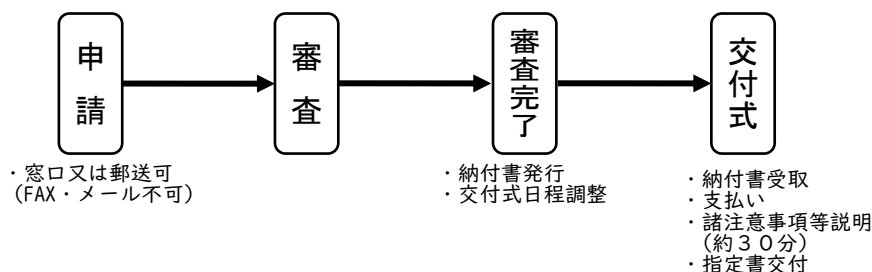 申請
審査
審査完了
交付式
・窓口又は郵送可
(FAX・メール不可)
・納付書発行
・交付式日程調整
・納付書受取
・支払い
・諸注意事項等説明
(約３０分)
・指定書交付